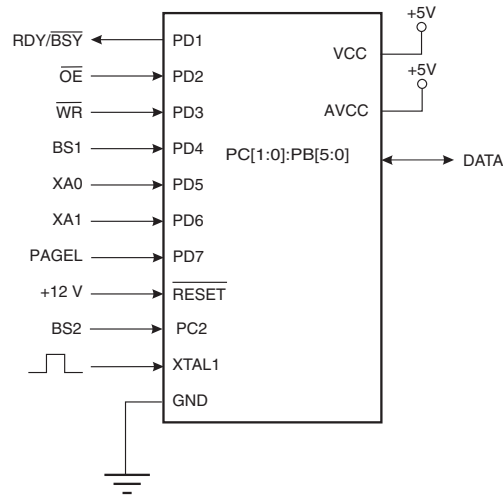 +5V
RDY/BSY PD1
VCC
OE PD2
+5V
WR PD3
AVCC
BS1 PD4
PC[1:0]:PB[5:0] DATA
XA0 PD5
XA1 PD6
PAGEL PD7
+12 V RESET
BS2 PC2
XTAL1
GND